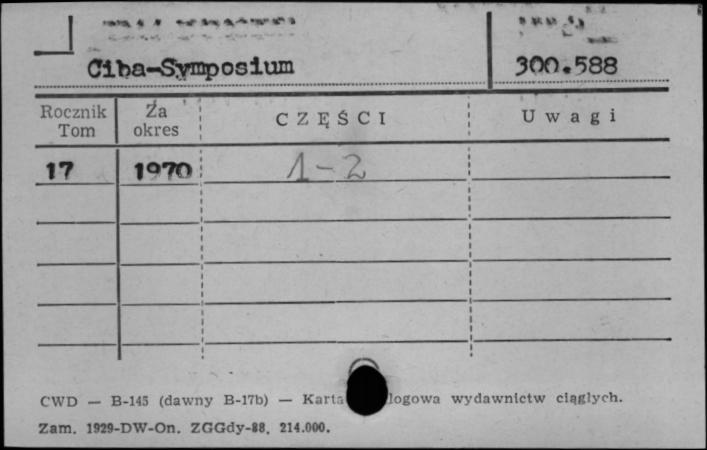 Ciba-Symposium 300.588
Rocznik Tom Za okres CZĘŚCI Uwagi
17 1970 1-2
CWD — B-145 (dawny B-17b) — Karta logowa wydawnictw ciągłych.
Zam. 1929-DW-On. ZGGdy-88, 214.000.